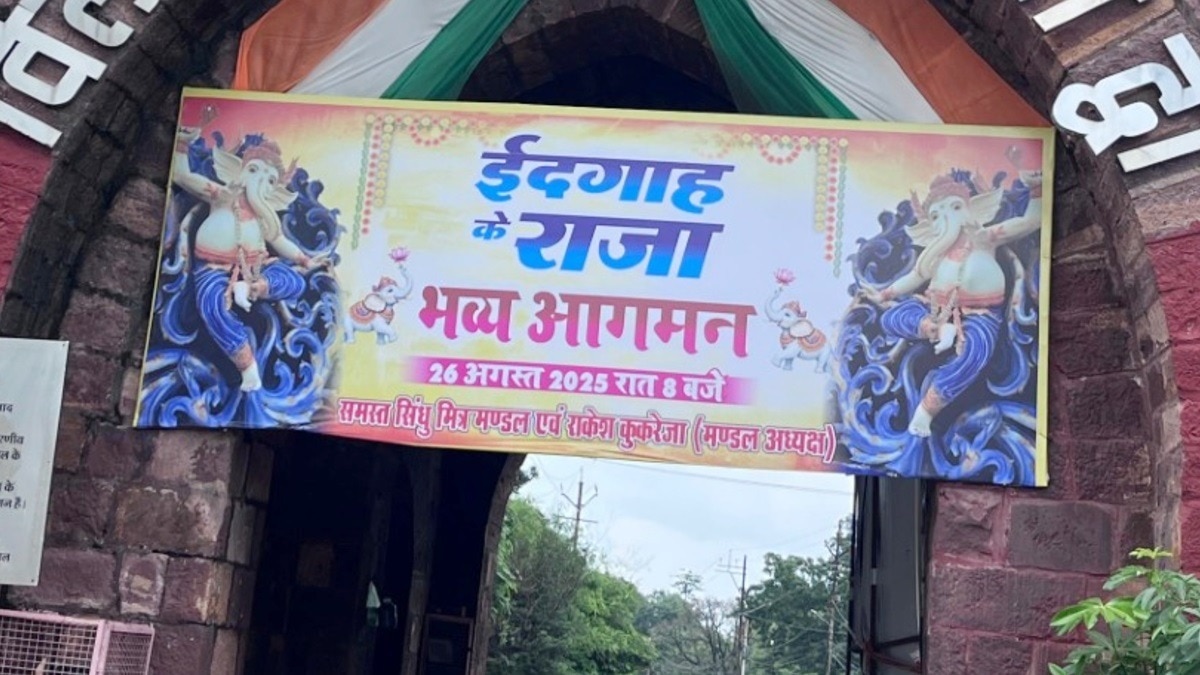 ईदगाह
के राजा
भव्य आगमन
26 अगस्त 2025 रात 8 बजे
समस्त सिंधु मित्र मण्डल एवं राकेश कुकरेजा (मण्डल अध्यक्ष)